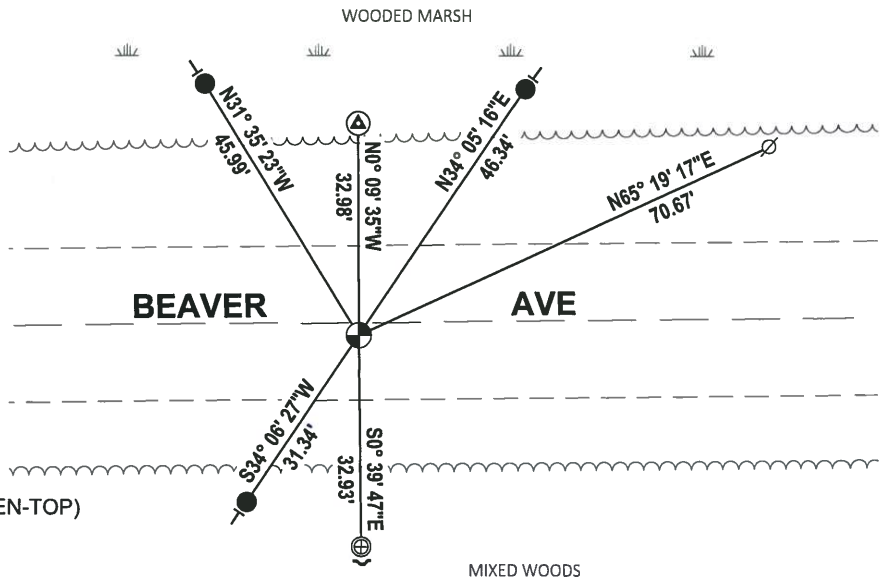 WOODED MARSH
N31° 35' 23"W
45.99'
N0° 09' 35"W
32.98'
N34° 05' 16"E
46.34'
N65° 19' 17"E
70.67'
BEAVER AVE
S34° 06' 27"W
31.34'
S0° 39' 47"E
32.93'
EN-TOP)
MIXED WOODS